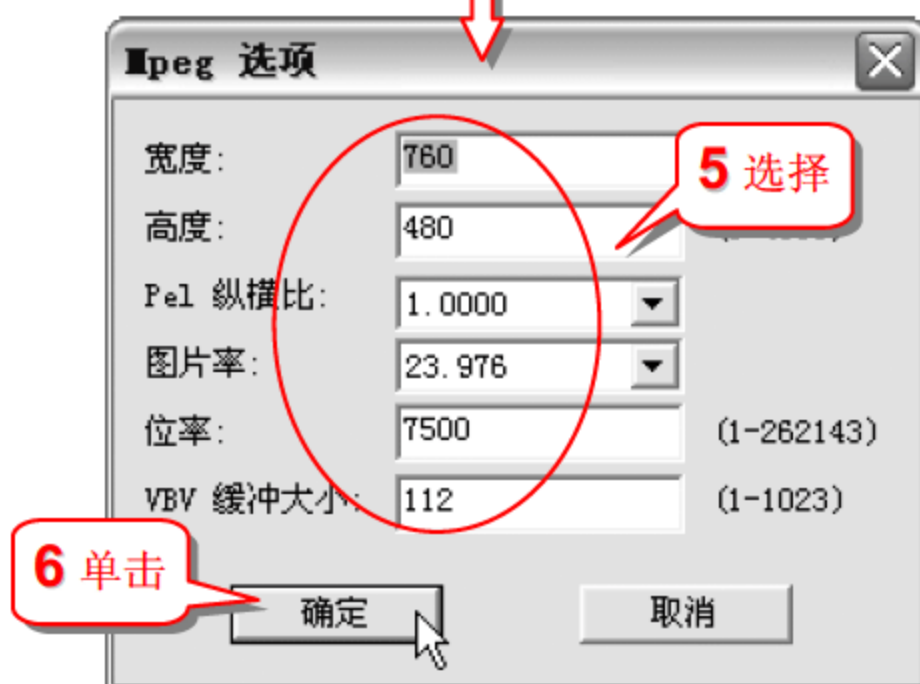 Mpeg 选项
宽度: 760
5 选择
高度: 480
Pel 纵横比: 1.0000
图片率: 23.976
位率: 7500 (1-262143)
VBV 缓冲大小: 112 (1-1023)
6 单击
确定 取消